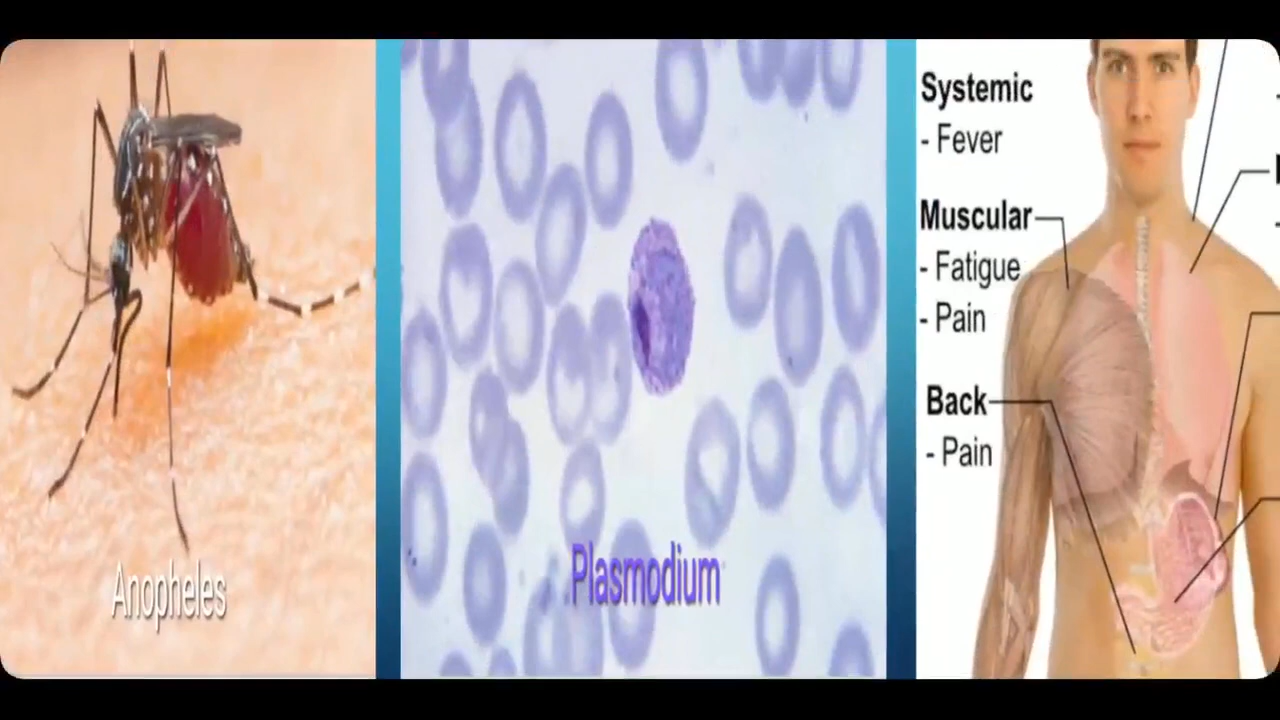 Anopheles
Plasmodium
Systemic
- Fever
Muscular
- Fatigue
- Pain
Back
- Pain